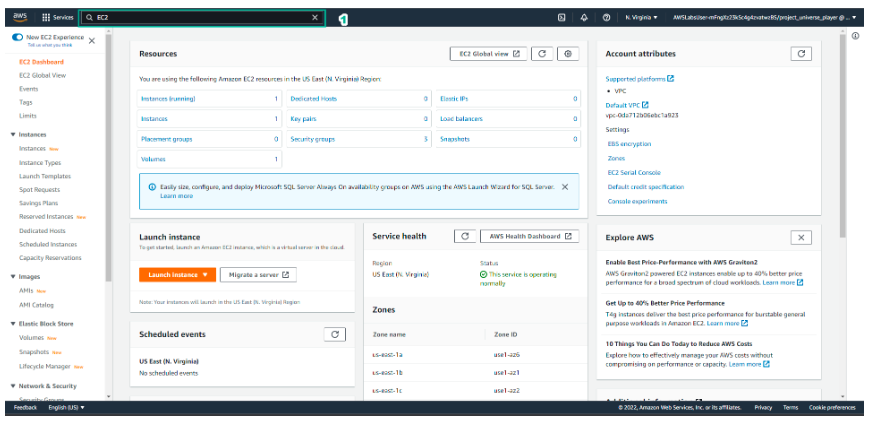 aws
Services
EC2
1
N. Virginia
New EC2 Experience
Tell us what you think
EC2 Dashboard
EC2 Global View
Events
Tags
Limits
Instances
Instances New
Instance Types
Launch Templates
Spot Requests
Savings Plans
Reserved Instances New
Dedicated Hosts
Scheduled Instances
Capacity Reservations
Images
AMIs New
AMI Catalog
Elastic Block Store
Volumes New
Snapshots New
Lifecycle Manager New
Network & Security
Security Groups
Resources
EC2 Global view
You are using the following Amazon EC2 resources in the US East (N. Virginia) Region:
Instances (running) 1
Dedicated Hosts 0
Elastic IPs 0
Instances 1
Key pairs 0
Load balancers 0
Placement groups 0
Security groups 5
Snapshots 0
Volumes 1
Easily size, configure, and deploy Microsoft SQL Server Always On availability groups on AWS using the AWS Launch Wizard for SQL Server.
Learn more
Launch instance
To get started, launch an Amazon EC2 instance, which is a virtual server in the cloud.
Launch instance
Migrate a server
Note: Your instances will launch in the US East (N. Virginia) Region
Scheduled events
US East (N. Virginia)
No scheduled events
Service health
AWS Health Dashboard
Region
US East (N. Virginia)
Status
This service is operating
normally
Zones
Zone name Zone ID
us-east-1a use1-az6
us-east-1b use1-az1
us-east-1c use1-az2
Account attributes
Supported platforms
• VPC
Default VPC
vpc-0da712b06ebc1a923
Settings
EBS encryption
Zones
EC2 Serial Console
Default credit specification
Console experiments
Explore AWS
Enable Best Price-Performance with AWS Graviton2
AWS Graviton2 powered EC2 instances enable up to 40% better price
performance for a broad spectrum of cloud workloads. Learn more
Get Up to 40% Better Price Performance
T4g instances deliver the best price performance for burstable general
purpose workloads in Amazon EC2. Learn more
10 Things You Can Do Today to Reduce AWS Costs
Explore how to effectively manage your AWS costs without
compromising on performance or capacity. Learn more
Additional information
Feedback
English (US)
© 2022, Amazon Web Services, Inc. or its affiliates.
Privacy
Terms
Cookie preferences